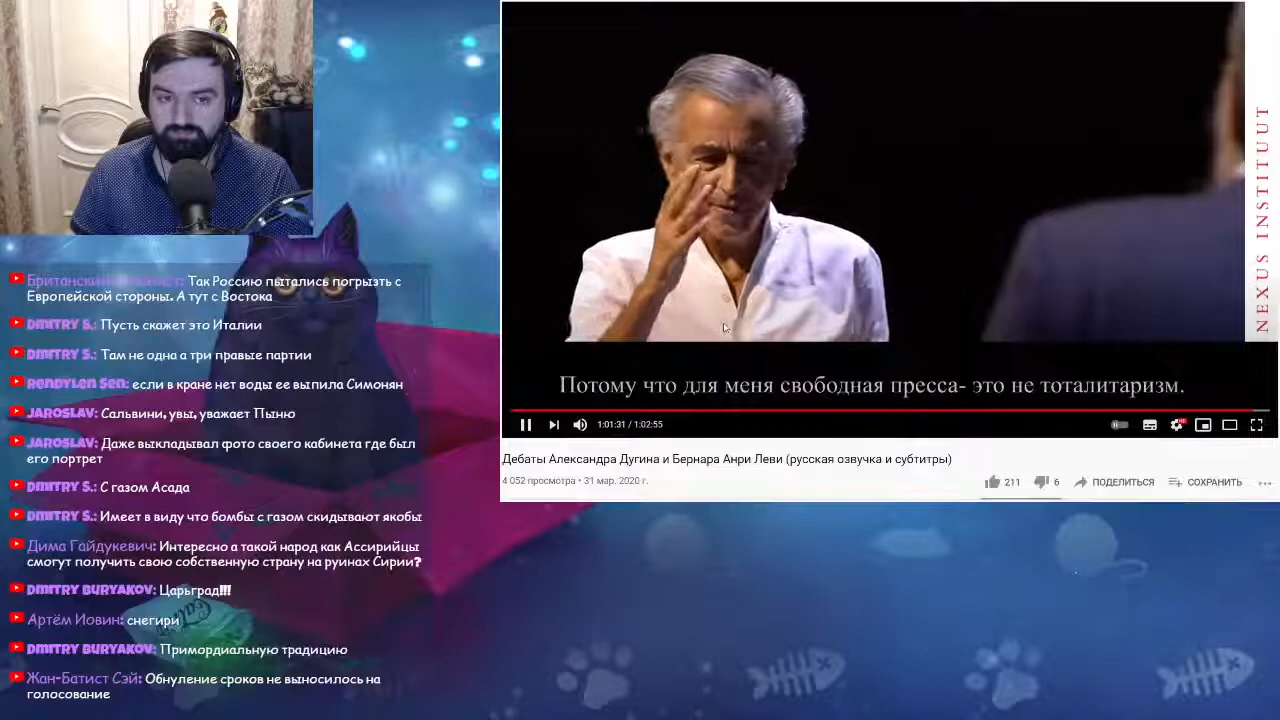 Так Россию пытались погрызть с
Европейской стороны. А тут с Востока
DMITRY S.: Пусть скажет это Италии
DMITRY S.: Там не одна а три правые партии
RENDYLEN SEN: если в кране нет воды ее выпила Симонян
JAROSLAV: Сальвини, увы, уважает Пыню
JAROSLAV: Даже выкладывал фото своего кабинета где был
его портрет
DMITRY S.: С газом Асада
DMITRY S.: Имеет в виду что бомбы с газом скидывают якобы
Дима Гайдукевич: Интересно а такой народ как Ассирийцы
смогут получить свою собственную страну на руинах Сирии?
DMITRY BURYAKOV: Царьград!!!
Артём Иовин: снегири
DMITRY BURYAKOV: Примордиальную традицию
Жан-Батист Сэй: Обнуление сроков не выносилось на
голосование
NEXUS INSTITUUT
Потому что для меня свободная пресса- это не тоталитаризм.
1:01:31 / 1:02:55
Дебаты Александра Дугина и Бернара Анри Леви (русская озвучка и субтитры)
4 052 просмотра • 31 мар. 2020 г.
211
6
ПОДЕЛИТЬСЯ
СОХРАНИТЬ